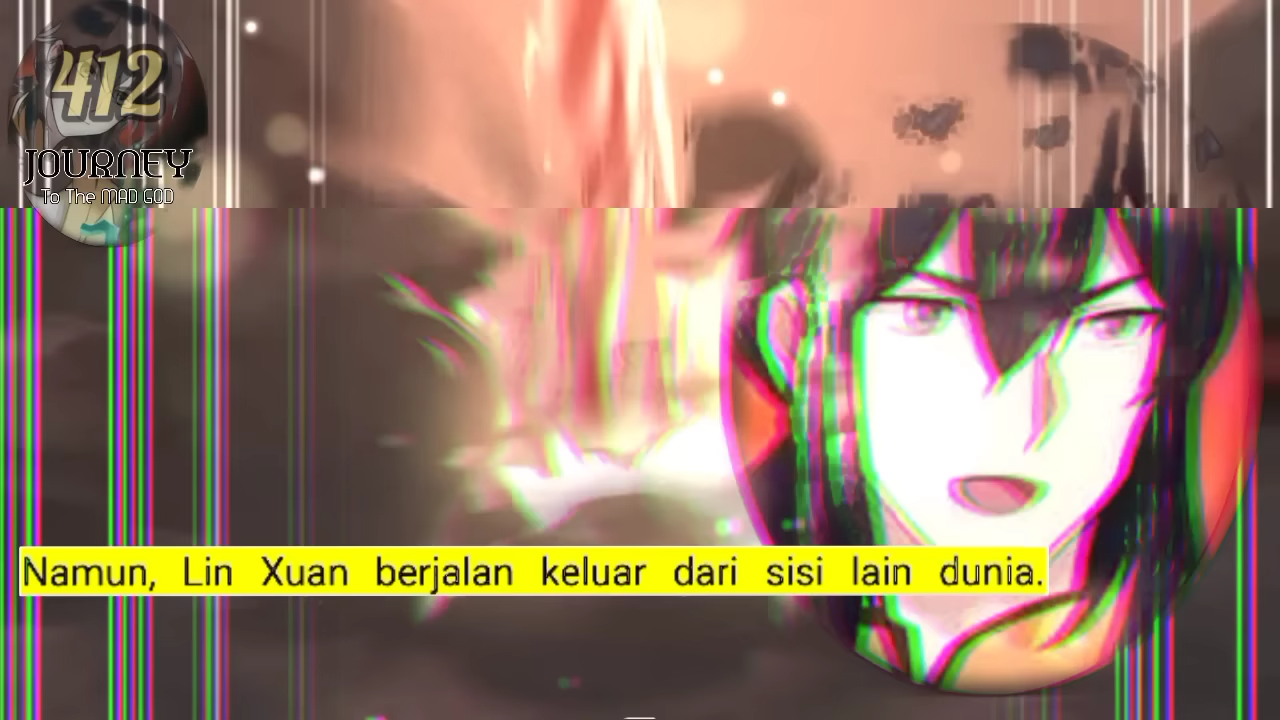 412
JOURNEY
To The MAD GOD
Namun, Lin Xuan berjalan keluar dari sisi lain dunia.